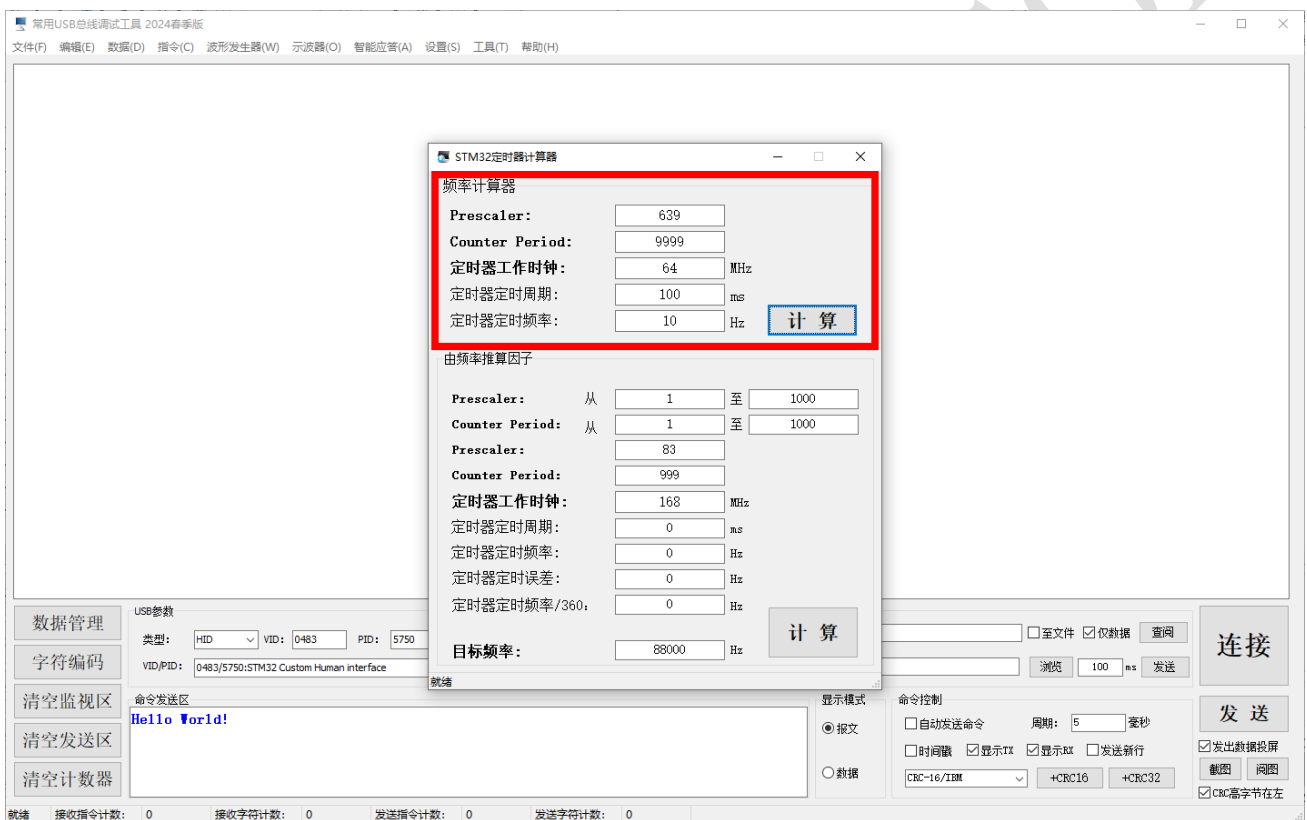 常用USB总线调试工具 2024春季版
文件(F) 编辑(E) 数据(D) 指令(C) 波形发生器(W) 示波器(O) 智能应答(A) 设置(S) 工具(T) 帮助(H)
STM32定时器计算器
频率计算器
Prescaler: 639
Counter Period: 9999
定时器工作时钟: 64 MHz
定时器定时周期: 100 ms
定时器定时频率: 10 Hz 计 算
由频率推算因子
Prescaler: 从 1 至 1000
Counter Period: 从 1 至 1000
Prescaler: 83
Counter Period: 999
定时器工作时钟: 168 MHz
定时器定时周期: 0 ms
定时器定时频率: 0 Hz
定时器定时误差: 0 Hz
定时器定时频率/360: 0 Hz
计 算
目标频率: 88000 Hz
就绪
数据管理
字符编码
清空监视区
清空发送区
清空计数器
USB参数
类型: HID VID: 0483 PID: 5750
VID/PID: 0483/5750:STM32 Custom Human interface
至文件 仅数据 查阅
浏览 100 ms 发送
连接
命令发送区
Hello World!
显示模式
报文
数据
命令控制
自动发送命令 周期: 5 毫秒
时间戳 显示TX 显示RX 发送新行
CRC-16/IBM +CRC16 +CRC32
发 送
发出数据投屏
截图 阅图
CRC高字节在左
就绪 接收指令计数: 0 接收字符计数: 0 发送指令计数: 0 发送字符计数: 0